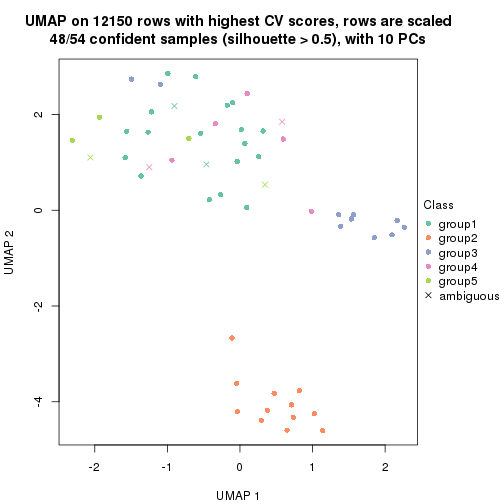 UMAP on 12150 rows with highest CV scores, rows are scaled
48/54 confident samples (silhouette > 0.5), with 10 PCs
UMAP 2
2
0
-2
-4
-2
-1
0
1
2
UMAP 1
Class
group1
group2
group3
group4
group5
ambiguous